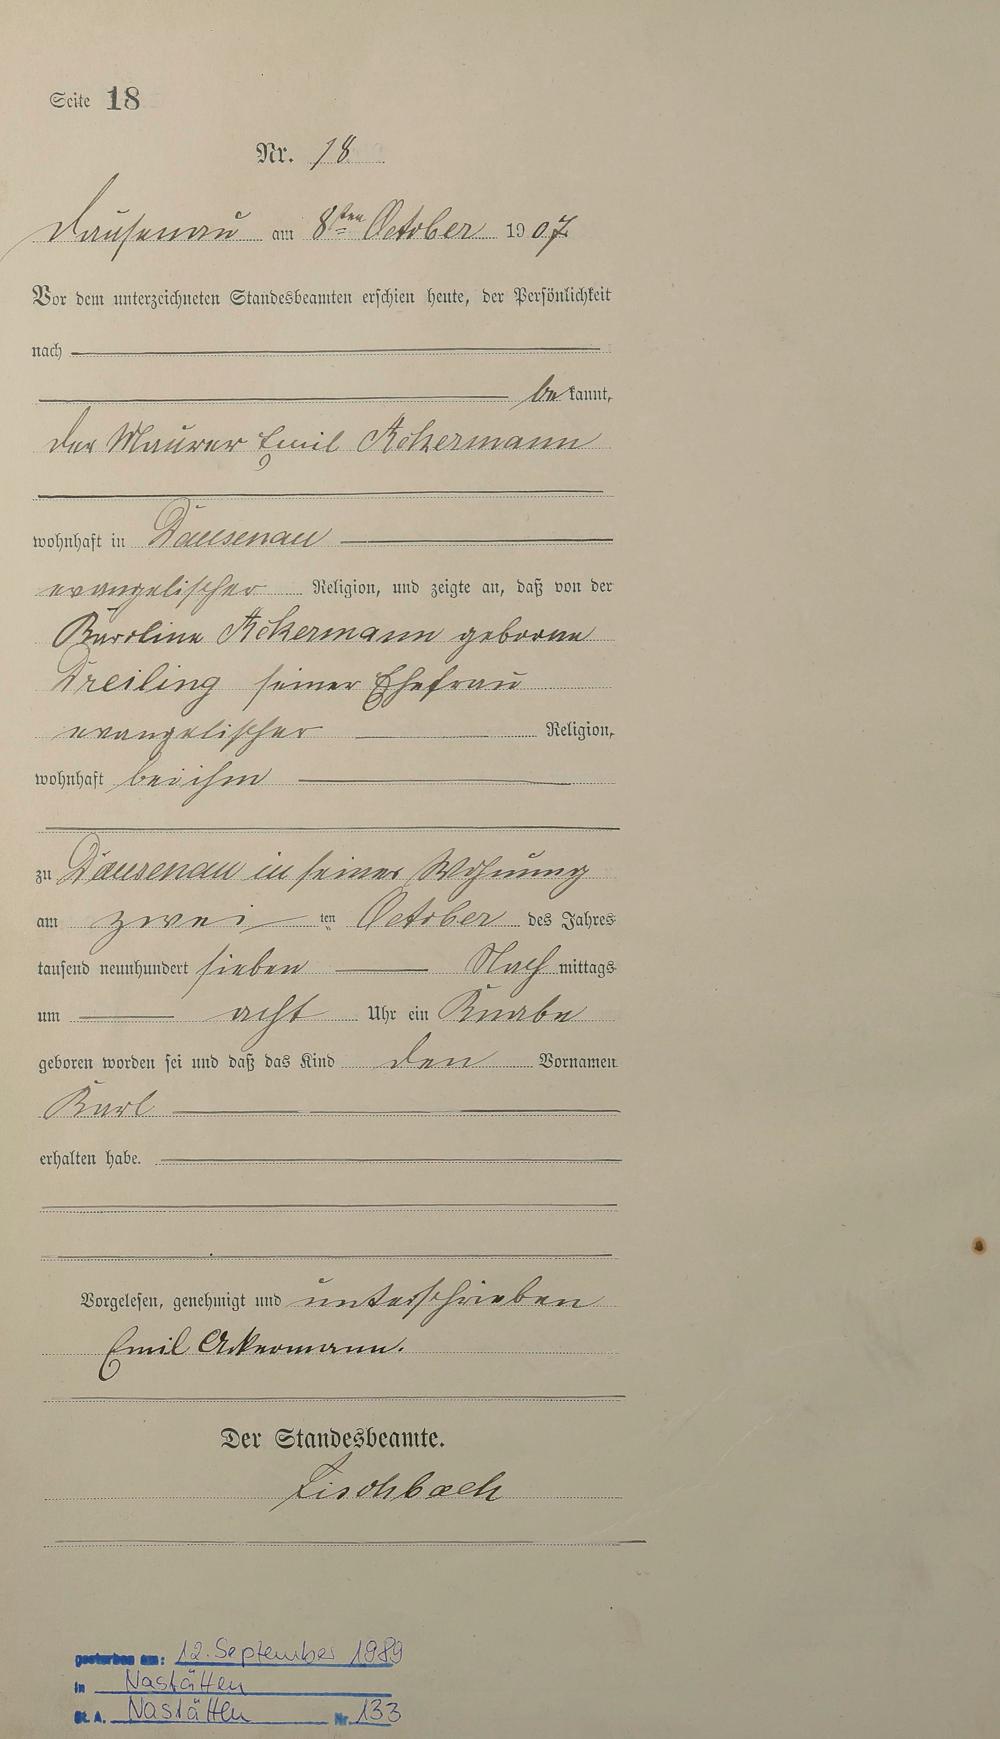 Seite 18
Nr. 18
Dausenau am 8ten October 1907
Vor dem unterzeichneten Standesbeamten erschien heute, der Persönlichkeit
nach
bekannt,
der Maurer Emil Ackermann
wohnhaft in Dausenau
evangelischer Religion, und zeigte an, daß von der
Karoline Ackermann geborne
Dreiling seiner Ehefrau
evangelischer Religion,
wohnhaft bei ihm
zu Dausenau in seiner Wohnung
am zwei ten October des Jahres
tausend neunhundert sieben Nach mittags
um acht Uhr ein Knabe
geboren worden sei und daß das Kind den Vornamen
Karl
erhalten habe.
Vorgelesen, genehmigt und unterschrieben
Emil Ackermann.
Der Standesbeamte.
Fischbach
gestorben am: 12. September 1989
in Nastätten
St. A. Nastätten Nr. 133